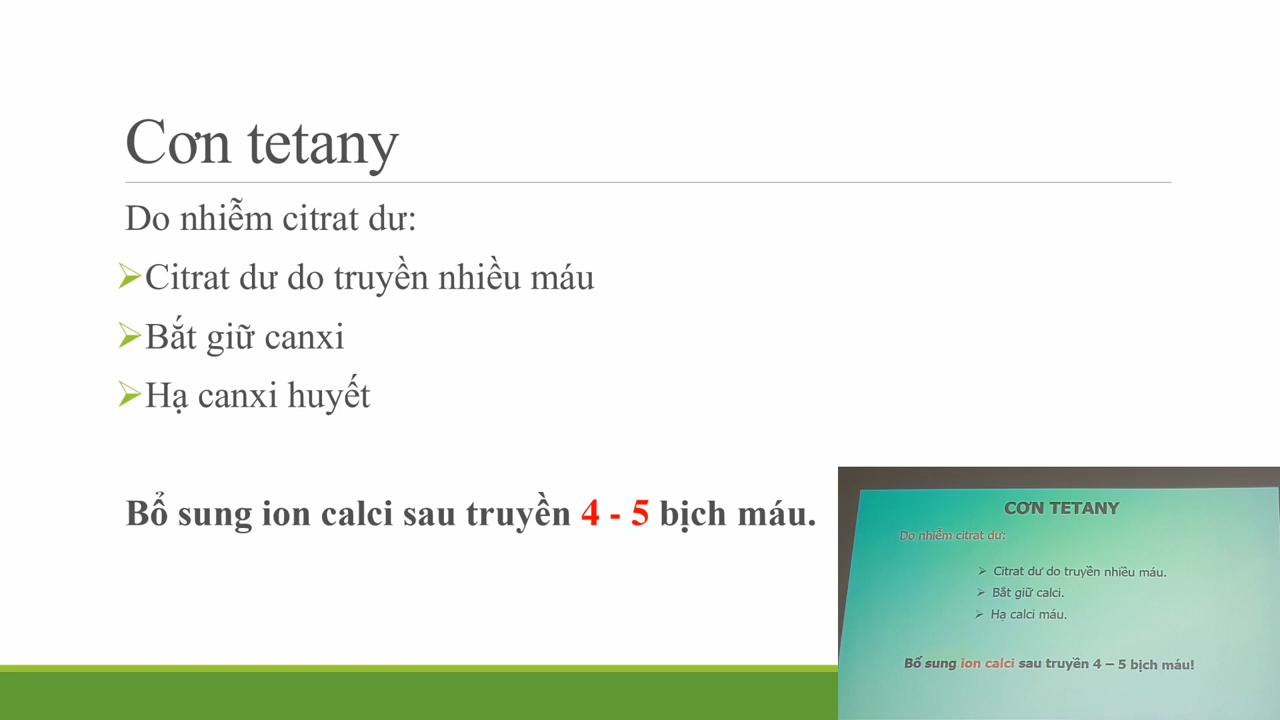 Cơn tetany
Do nhiễm citrat dư:
Citrat dư do truyền nhiều máu
Bắt giữ canxi
Hạ canxi huyết
Bổ sung ion calci sau truyền 4 - 5 bịch máu.
CƠN TETANY
Do nhiễm citrat dư:
Citrat dư do truyền nhiều máu.
Bắt giữ calci.
Hạ calci máu.
Bổ sung ion calci sau truyền 4 – 5 bịch máu!